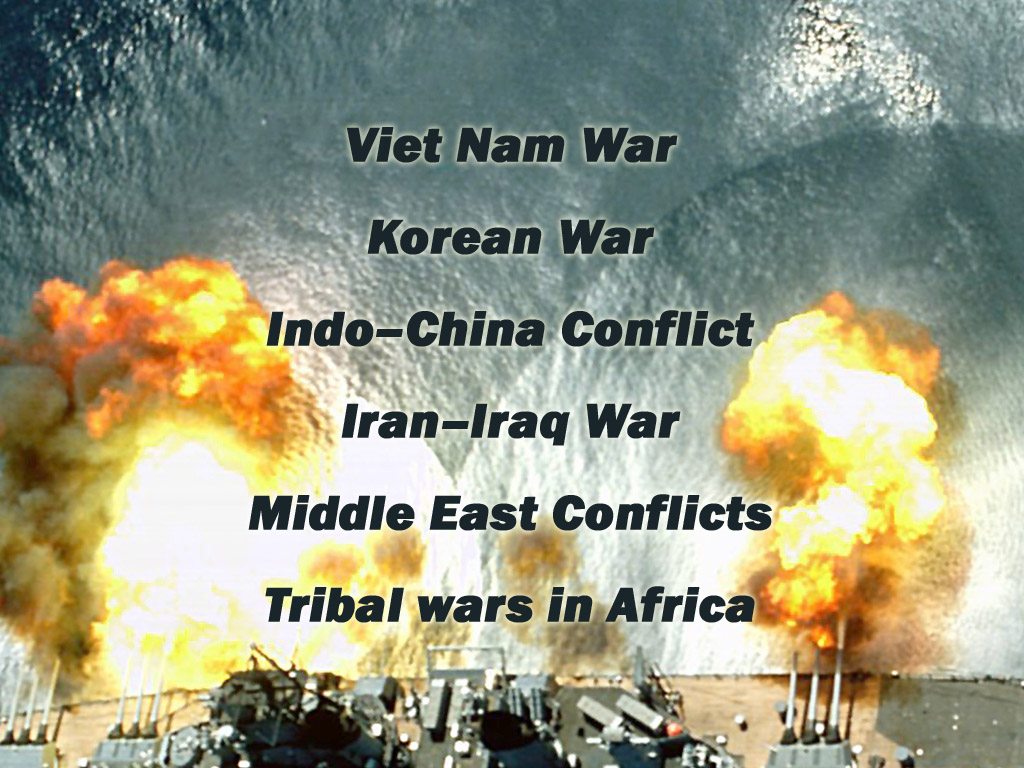 Viet Nam War
Korean War
Indo–China Conflict
Iran–Iraq War
Middle East Conflicts
Tribal wars in Africa